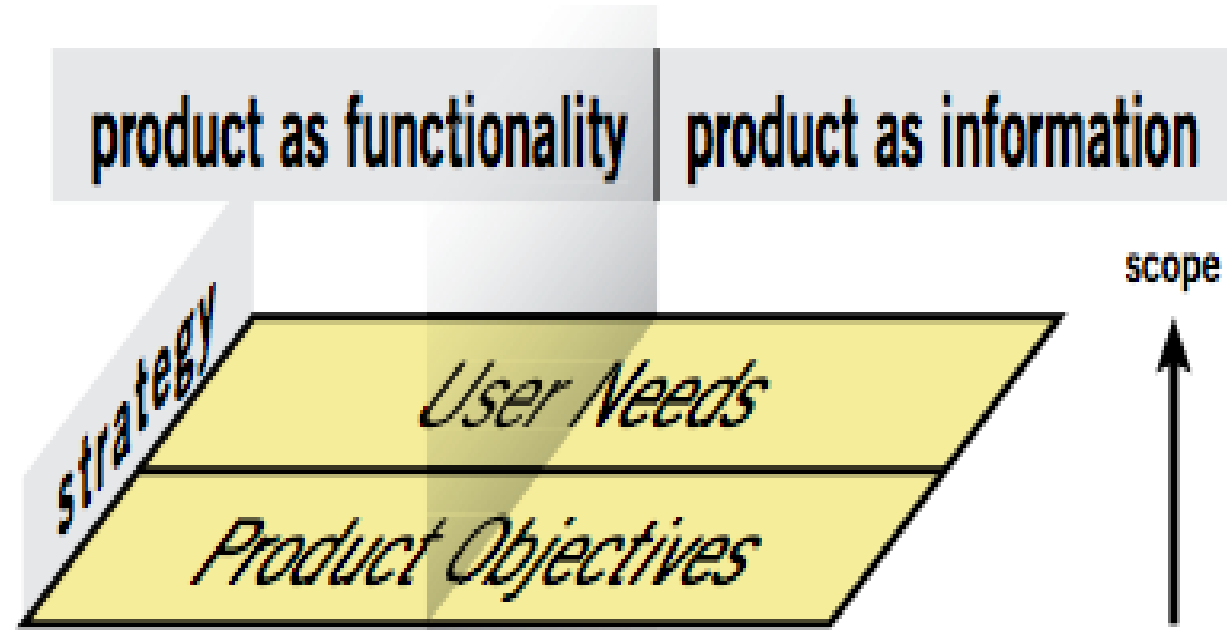 product as functionality
product as information
scope
strategy
User Needs
Product Objectives